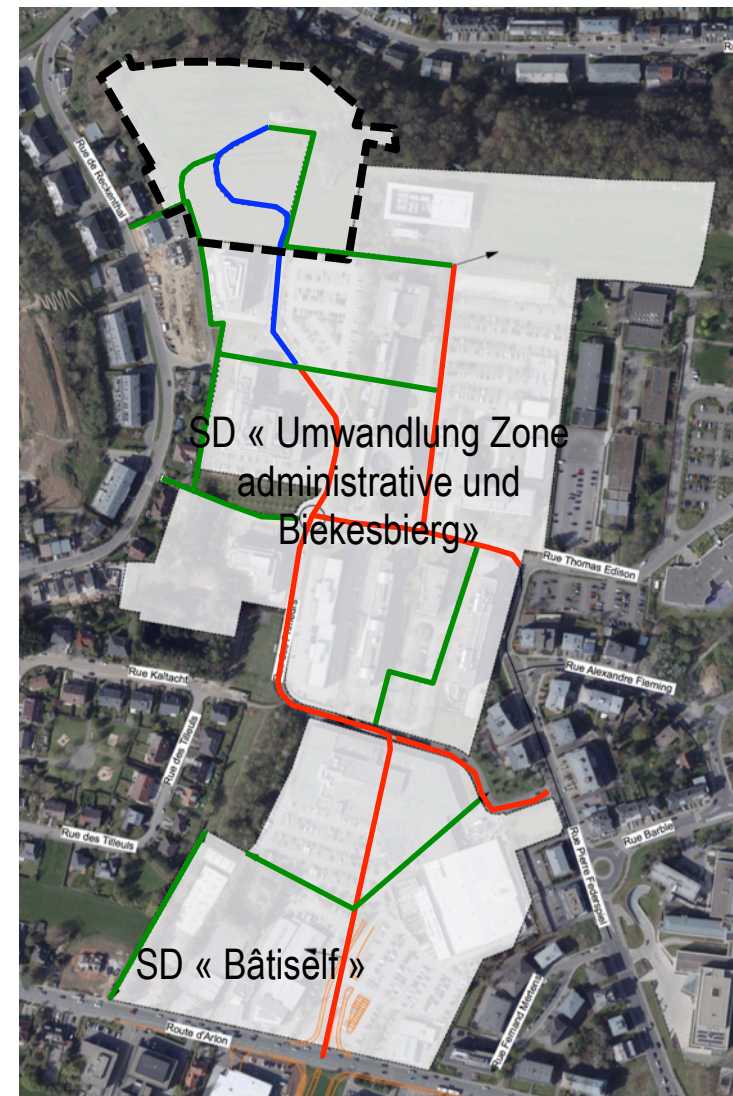 R
Rue de Reckenthal
SD « Umwandlung Zone
administrative und
Biekesbierg»
Rue Thomas Edison
Rue Alexandre Fleming
Rue Kaltacht
Rue des Tilleuls
Rue des Tilleuls
Rue Barblé
Rue Pierre Federspiel
SD « Bâtiself »
Rue Fernand Mertens
Route d'Arlon